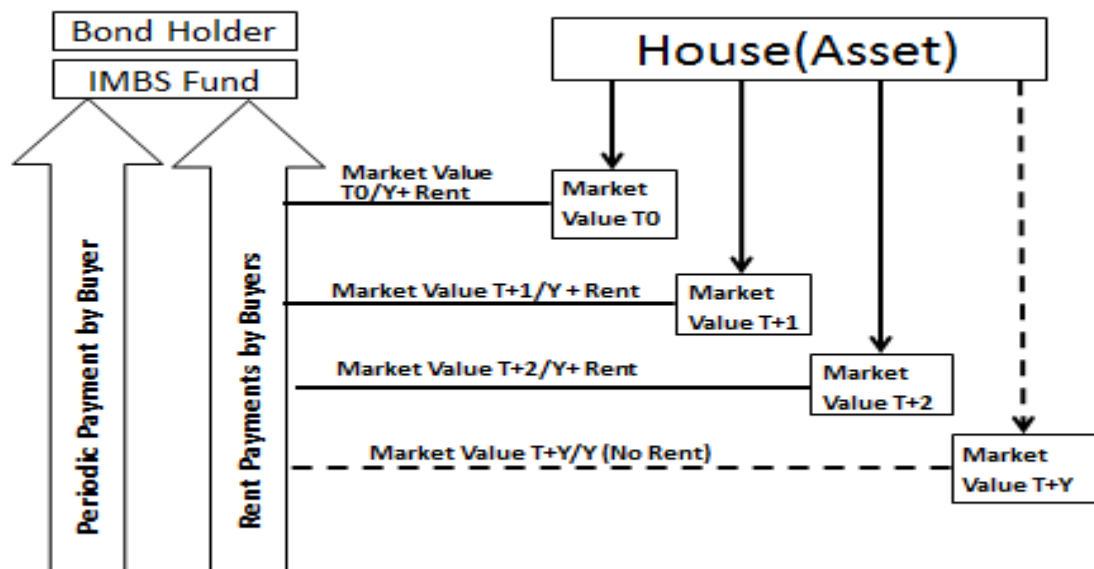 Bond Holder
IMBS Fund
House(Asset)
Market Value
T0/Y+ Rent
Market
Value T0
Market Value T+1/Y + Rent
Market
Value T+1
Market Value T+2/Y+ Rent
Market
Value T+2
Market Value T+Y/Y (No Rent)
Market
Value T+Y
Periodic Payment by Buyer
Rent Payments by Buyers